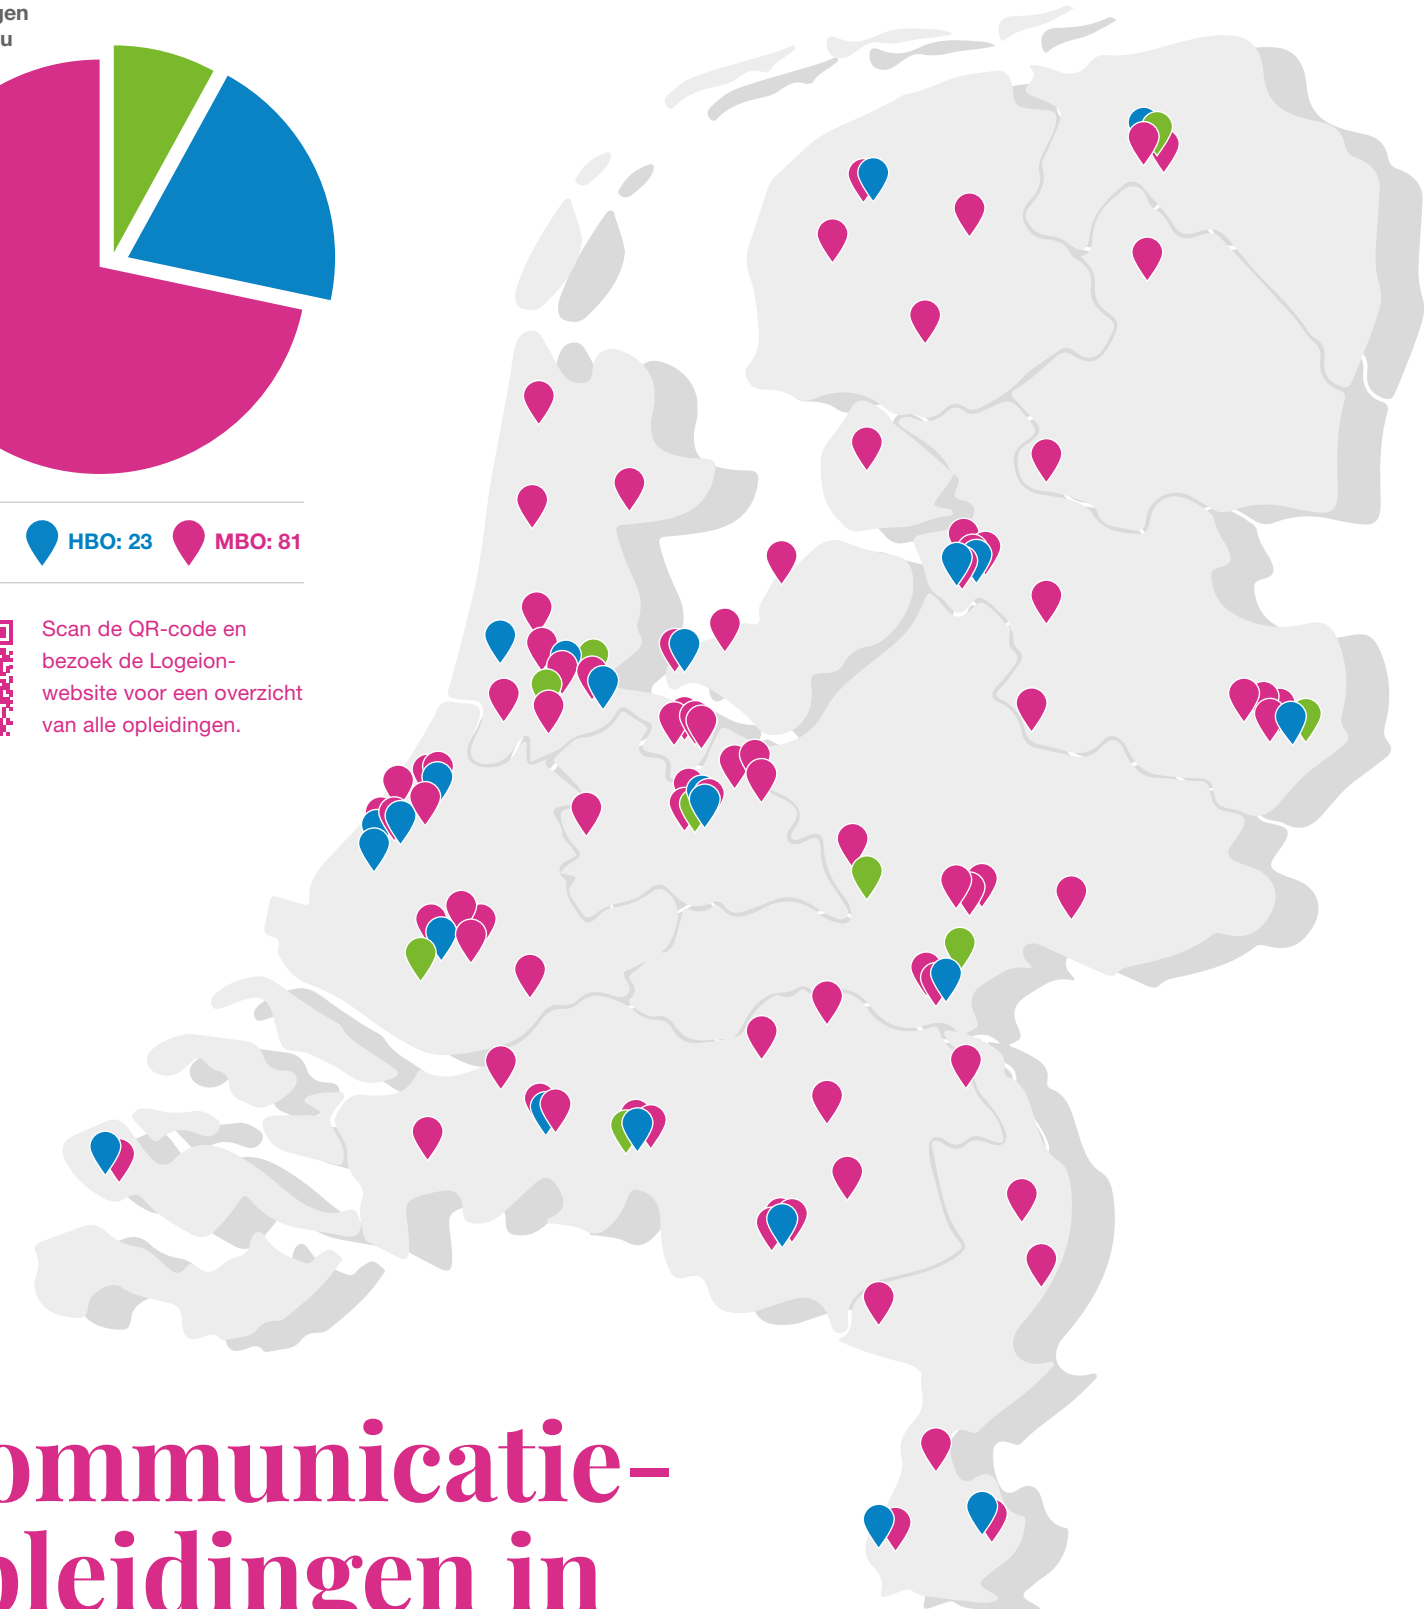 gen
u
HBO: 23
MBO: 81
Scan de QR-code en
bezoek de Logeion-
website voor een overzicht
van alle opleidingen.
ommunicatie-
pleidingen in